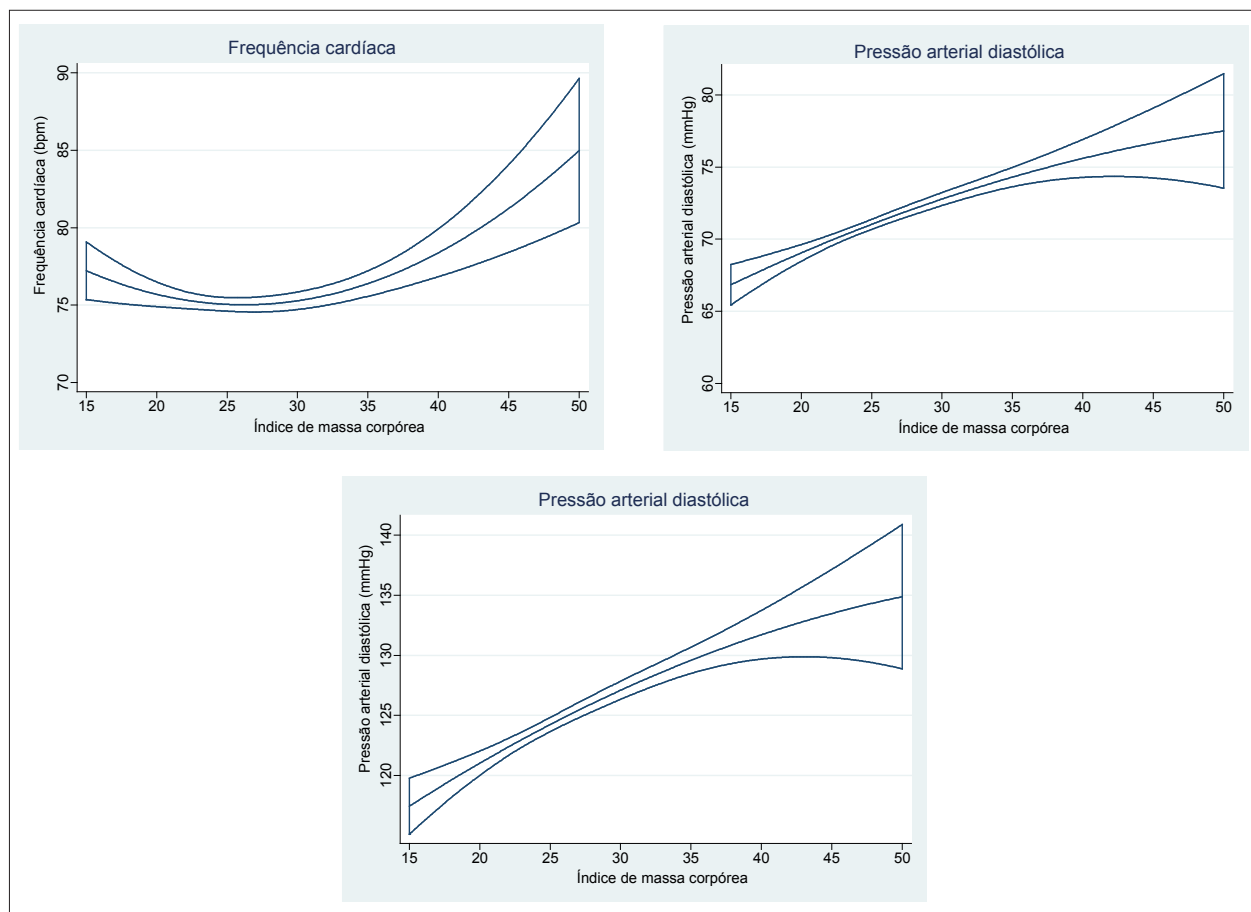 Frequência cardíaca
Frequência cardíaca (bpm)
90
85
80
75
70
15 20 25 30 35 40 45 50
Índice de massa corpórea
Pressão arterial diastólica
Pressão arterial diastólica (mmHg)
80
75
70
65
60
15 20 25 30 35 40 45 50
Índice de massa corpórea
Pressão arterial diastólica
Pressão arterial diastólica (mmHg)
140
135
130
125
120
15 20 25 30 35 40 45 50
Índice de massa corpórea